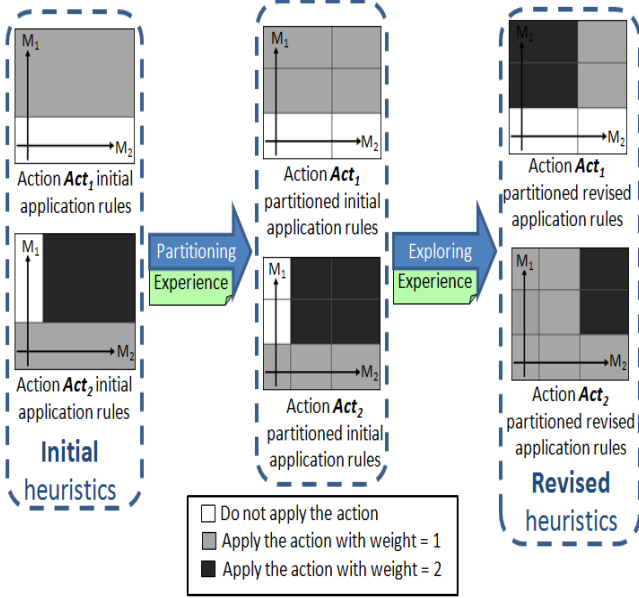 M1
M2
Action Act1 initial
application rules
M1
M2
Action Act2 initial
application rules
Initial
heuristics
Partitioning
Experience
M1
M2
Action Act1
partitioned initial
application rules
M1
M2
Action Act2
partitioned initial
application rules
Exploring
Experience
M1
M2
Action Act1
partitioned revised
application rules
M1
M2
Action Act2
partitioned revised
application rules
Revised
heuristics
Do not apply the action
Apply the action with weight = 1
Apply the action with weight = 2